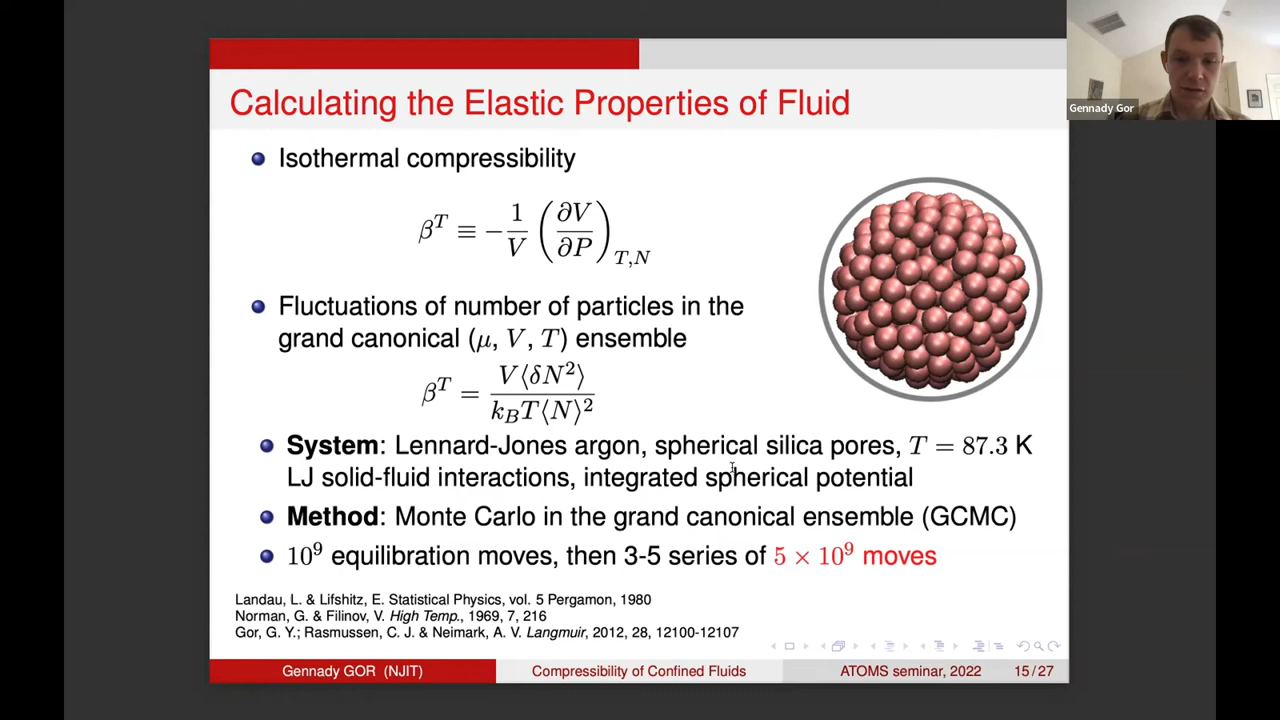 Gennady Gor
Calculating the Elastic Properties of Fluid
Isothermal compressibility
β^T ≡ −1/V (∂V/∂P)_{T,N}
Fluctuations of number of particles in the
grand canonical (μ, V, T) ensemble
β^T = V⟨δN²⟩ / k_B T⟨N⟩²
System: Lennard-Jones argon, spherical silica pores, T = 87.3 K
LJ solid-fluid interactions, integrated spherical potential
Method: Monte Carlo in the grand canonical ensemble (GCMC)
10⁹ equilibration moves, then 3-5 series of 5 × 10⁹ moves
Landau, L. & Lifshitz, E. Statistical Physics, vol. 5 Pergamon, 1980
Norman, G. & Filinov, V. High Temp., 1969, 7, 216
Gor, G. Y.; Rasmussen, C. J. & Neimark, A. V. Langmuir, 2012, 28, 12100-12107
Gennady GOR (NJIT) Compressibility of Confined Fluids ATOMS seminar, 2022 15 / 27